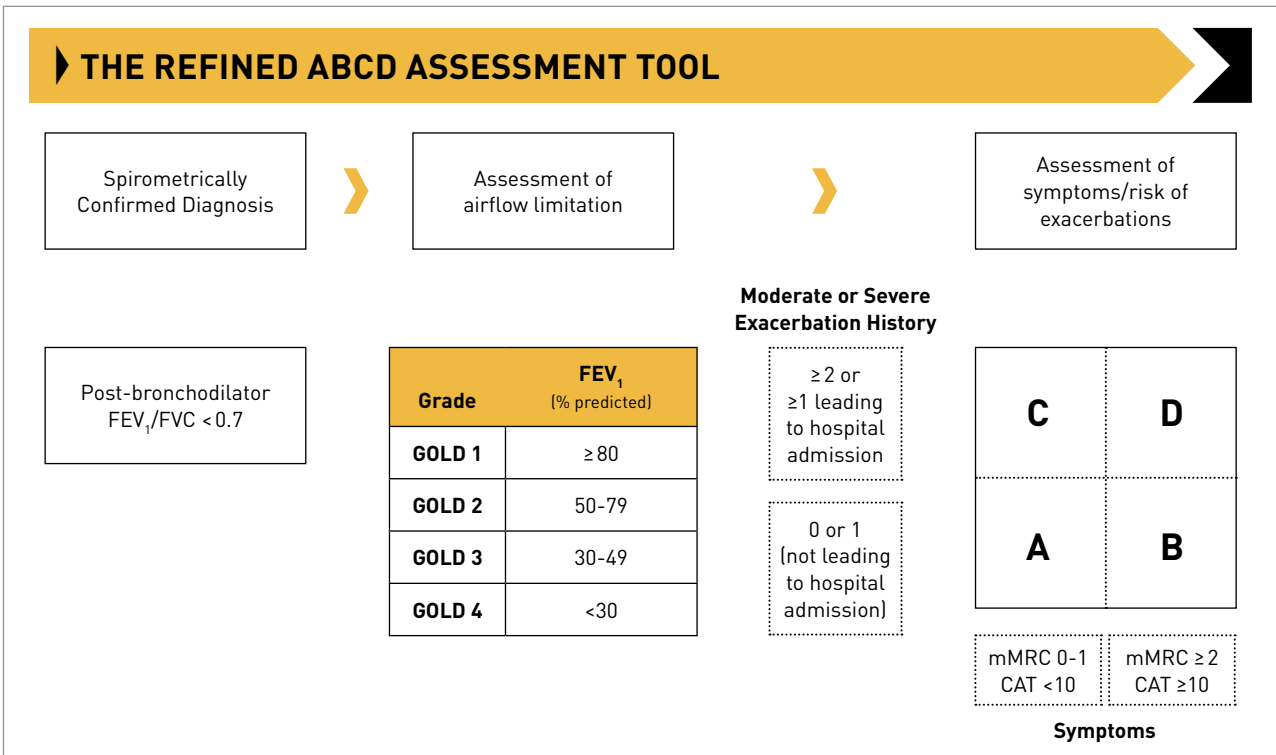 THE REFINED ABCD ASSESSMENT TOOL
Spirometrically
Confirmed Diagnosis
Assessment of
airflow limitation
Assessment of
symptoms/risk of
exacerbations
Post-bronchodilator
FEV₁/FVC <0.7
Grade
FEV₁
(% predicted)
GOLD 1
≥80
GOLD 2
50-79
GOLD 3
30-49
GOLD 4
<30
Moderate or Severe
Exacerbation History
≥2 or
≥1 leading
to hospital
admission
0 or 1
(not leading
to hospital
admission)
C
D
A
B
mMRC 0-1
CAT <10
mMRC ≥2
CAT ≥10
Symptoms